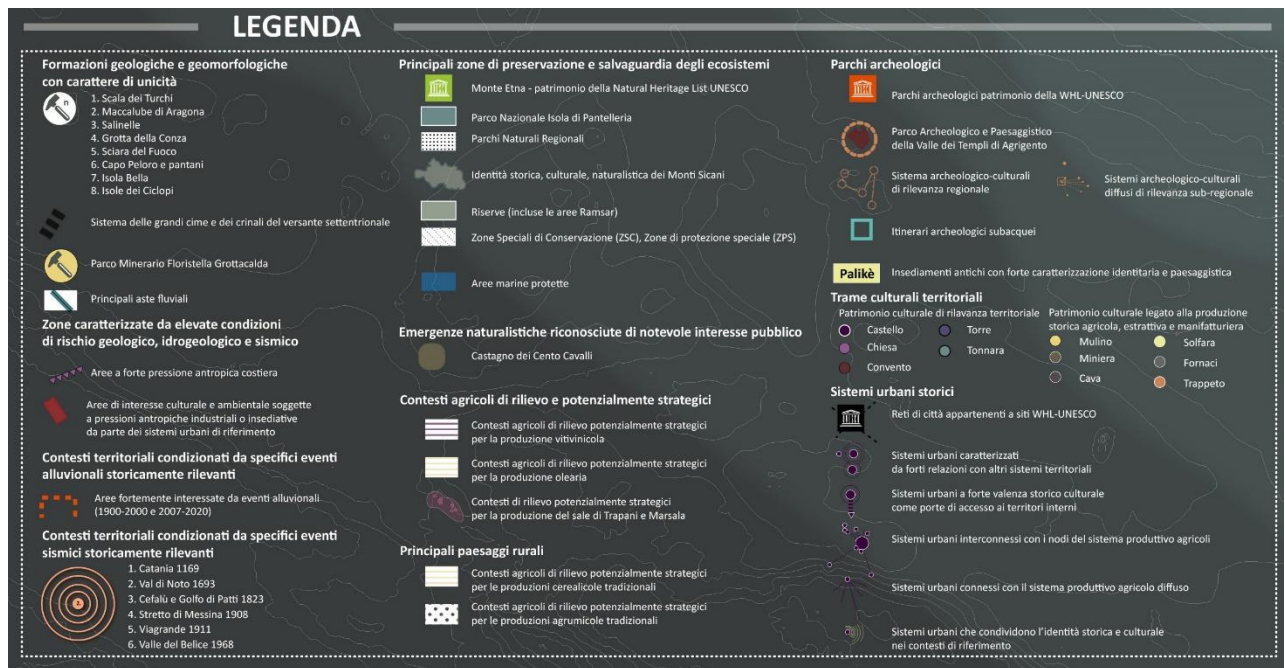 LEGENDA
Formazioni geologiche e geomorfologiche
con carattere di unicità
n
1. Scala dei Turchi
2. Maccalube di Aragona
3. Salinelle
4. Grotta della Conza
5. Sciara del Fuoco
6. Capo Peloro e pantani
7. Isola Bella
8. Isole dei Ciclopi
Sistema delle grandi cime e dei crinali del versante settentrionale
Parco Minerario Floristella Grottacalda
Principali aste fluviali
Zone caratterizzate da elevate condizioni
di rischio geologico, idrogeologico e sismico
Aree a forte pressione antropica costiera
Aree di interesse culturale e ambientale soggette
a pressioni antropiche industriali o insediative
da parte dei sistemi urbani di riferimento
Contesti territoriali condizionati da specifici eventi
alluvionali storicamente rilevanti
Aree fortemente interessate da eventi alluvionali
(1900-2000 e 2007-2020)
Contesti territoriali condizionati da specifici eventi
sismici storicamente rilevanti
2.
1. Catania 1169
2. Val di Noto 1693
3. Cefalù e Golfo di Patti 1823
4. Stretto di Messina 1908
5. Viagrande 1911
6. Valle del Belice 1968
Principali zone di preservazione e salvaguardia degli ecosistemi
Monte Etna - patrimonio della Natural Heritage List UNESCO
Parco Nazionale Isola di Pantelleria
Parchi Naturali Regionali
Identità storica, culturale, naturalistica dei Monti Sicani
Riserve (incluse le aree Ramsar)
Zone Speciali di Conservazione (ZSC), Zone di protezione speciale (ZPS)
Aree marine protette
Emergenze naturalistiche riconosciute di notevole interesse pubblico
Castagno dei Cento Cavalli
Contesti agricoli di rilievo e potenzialmente strategici
Contesti agricoli di rilievo potenzialmente strategici
per la produzione vitivinicola
Contesti agricoli di rilievo potenzialmente strategici
per la produzione olearia
Contesti di rilievo potenzialmente strategici
per la produzione del sale di Trapani e Marsala
Principali paesaggi rurali
Contesti agricoli di rilievo potenzialmente strategici
per le produzioni cerealicole tradizionali
Contesti agricoli di rilievo potenzialmente strategici
per le produzioni agrumicole tradizionali
Parchi archeologici
Parchi archeologici patrimonio della WHL-UNESCO
Parco Archeologico e Paesaggistico
della Valle dei Templi di Agrigento
Sistema archeologico-culturali
di rilevanza regionale
Sistemi archeologico-culturali
diffusi di rilevanza sub-regionale
Itinerari archeologici subacquei
Palikè
Insediamenti antichi con forte caratterizzazione identitaria e paesaggistica
Trame culturali territoriali
Patrimonio culturale di rilavanza territoriale
Castello
Chiesa
Convento
Torre
Tonnara
Patrimonio culturale legato alla produzione
storica agricola, estrattiva e manifatturiera
Mulino
Miniera
Cava
Solfara
Fornaci
Trappeto
Sistemi urbani storici
Reti di città appartenenti a siti WHL-UNESCO
Sistemi urbani caratterizzati
da forti relazioni con altri sistemi territoriali
Sistemi urbani a forte valenza storico culturale
come porte di accesso ai territori interni
Sistemi urbani interconnessi con i nodi del sistema produttivo agricoli
Sistemi urbani connessi con il sistema produttivo agricolo diffuso
Sistemi urbani che condividono l'identità storica e culturale
nei contesti di riferimento